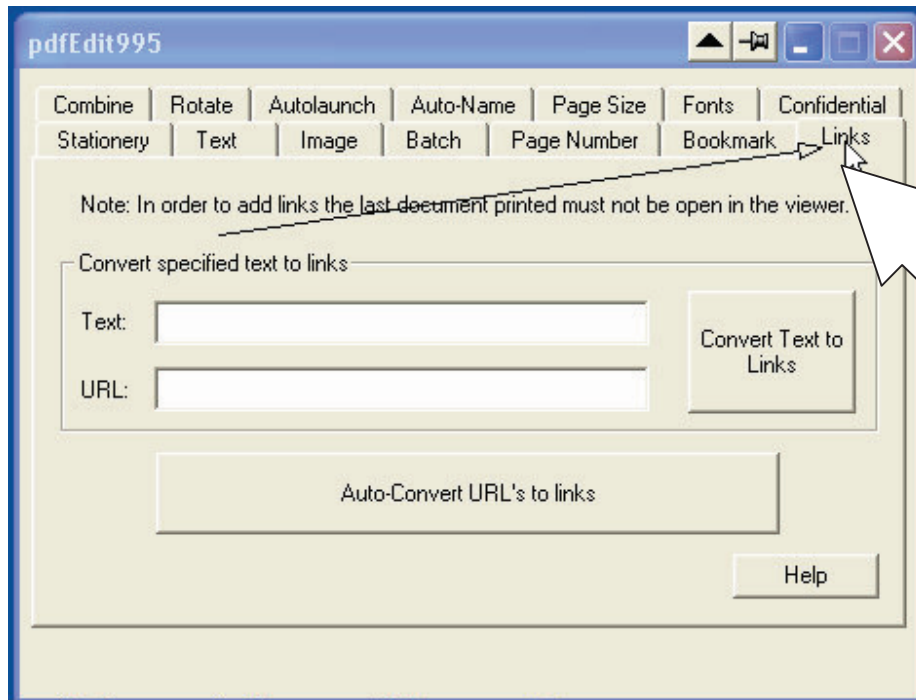 pdfEdit995
Combine Rotate Autolaunch Auto-Name Page Size Fonts Confidential
Stationery Text Image Batch Page Number Bookmark Links
Note: In order to add links the last document printed must not be open in the viewer.
Convert specified text to links
Text:
Convert Text to
Links
URL:
Auto-Convert URL's to links
Help